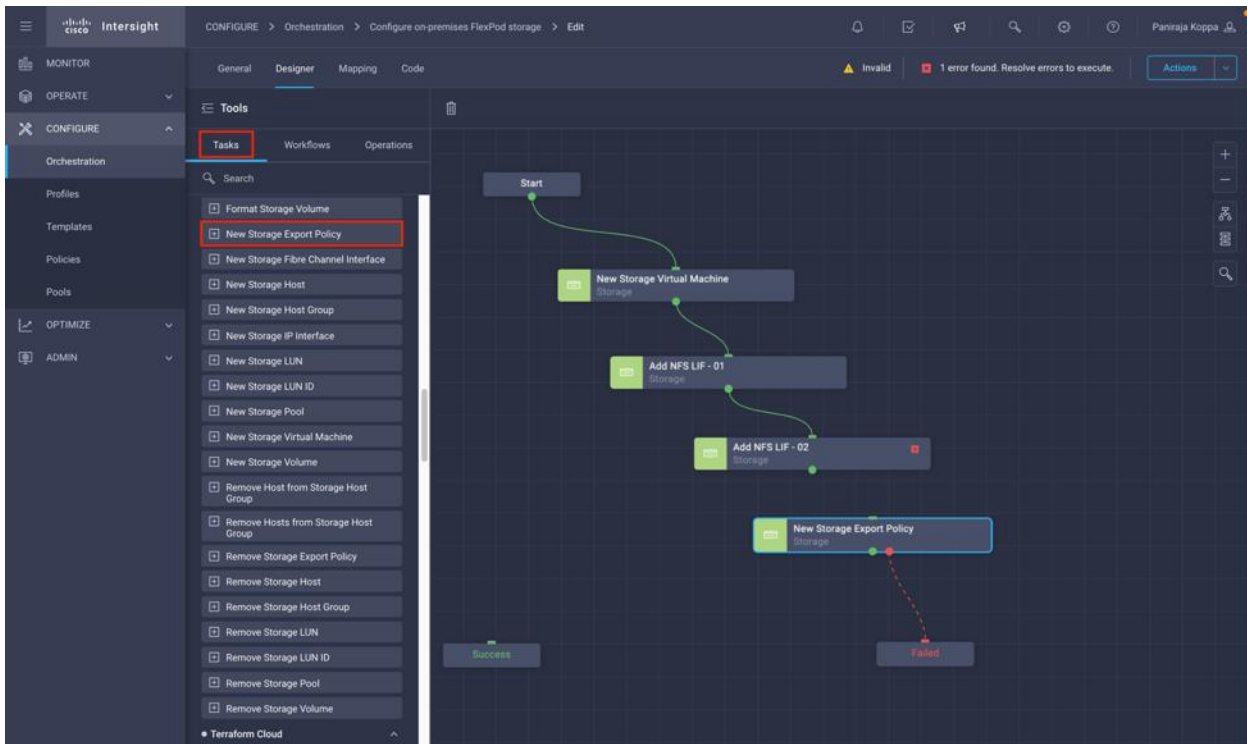 cisco Intersight
CONFIGURE > Orchestration > Configure on-premises FlexPod storage > Edit
Paniraja Koppa
MONITOR
OPERATE
CONFIGURE
Orchestration
Profiles
Templates
Policies
Pools
OPTIMIZE
ADMIN
General
Designer
Mapping
Code
Invalid
1 error found. Resolve errors to execute.
Actions
Tools
Tasks
Workflows
Operations
Search
Format Storage Volume
New Storage Export Policy
New Storage Fibre Channel Interface
New Storage Host
New Storage Host Group
New Storage IP Interface
New Storage LUN
New Storage LUN ID
New Storage Pool
New Storage Virtual Machine
New Storage Volume
Remove Host from Storage Host
Group
Remove Hosts from Storage Host
Group
Remove Storage Export Policy
Remove Storage Host
Remove Storage Host Group
Remove Storage LUN
Remove Storage LUN ID
Remove Storage Pool
Remove Storage Volume
Terraform Cloud
Start
New Storage Virtual Machine
Storage
Add NFS LIF - 01
Storage
Add NFS LIF - 02
Storage
New Storage Export Policy
Storage
Success
Failed